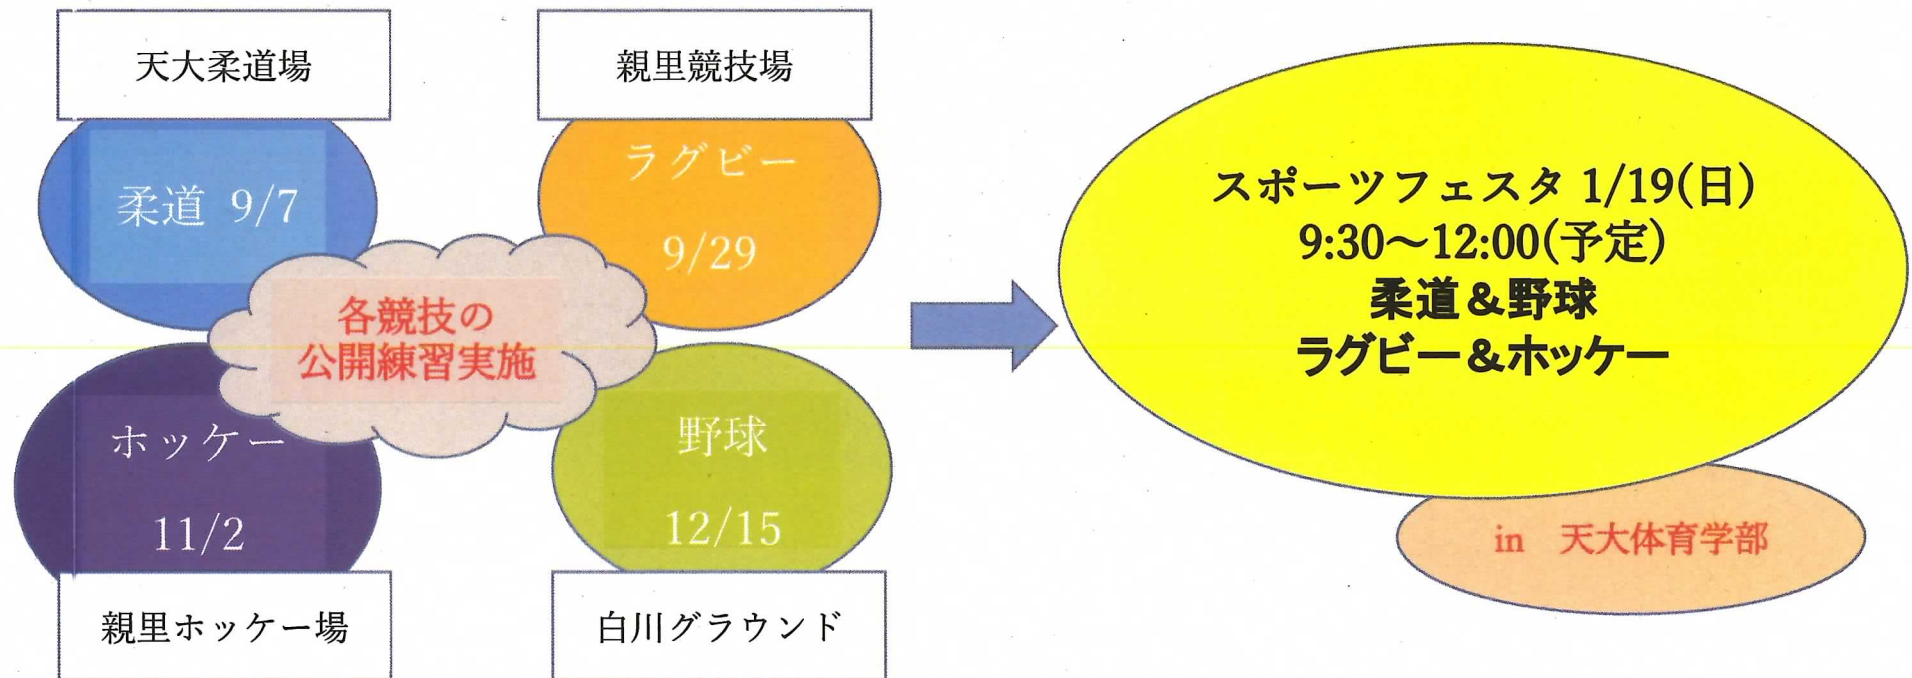 天大柔道場
柔道 9/7
親里競技場
ラグビー
9/29
各競技の
公開練習実施
ホッケー
11/2
親里ホッケー場
野球
12/15
白川グラウンド
スポーツフェスタ 1/19(日)
9:30～12:00(予定)
柔道＆野球
ラグビー＆ホッケー
in　天大体育学部